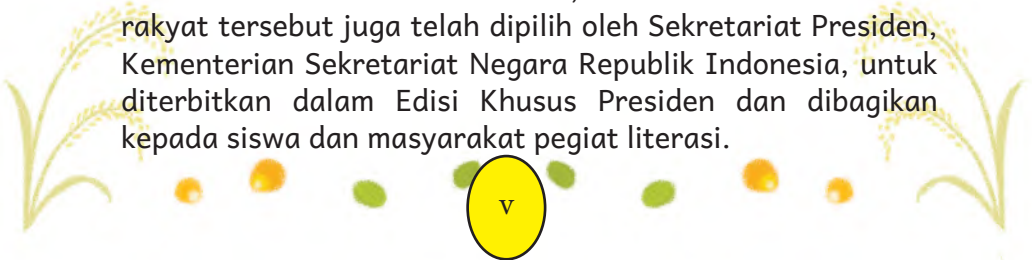 rakyat tersebut juga telah dipilih oleh Sekretariat Presiden,
Kementerian Sekretariat Negara Republik Indonesia, untuk
diterbitkan dalam Edisi Khusus Presiden dan dibagikan
kepada siswa dan masyarakat pegiat literasi.
v